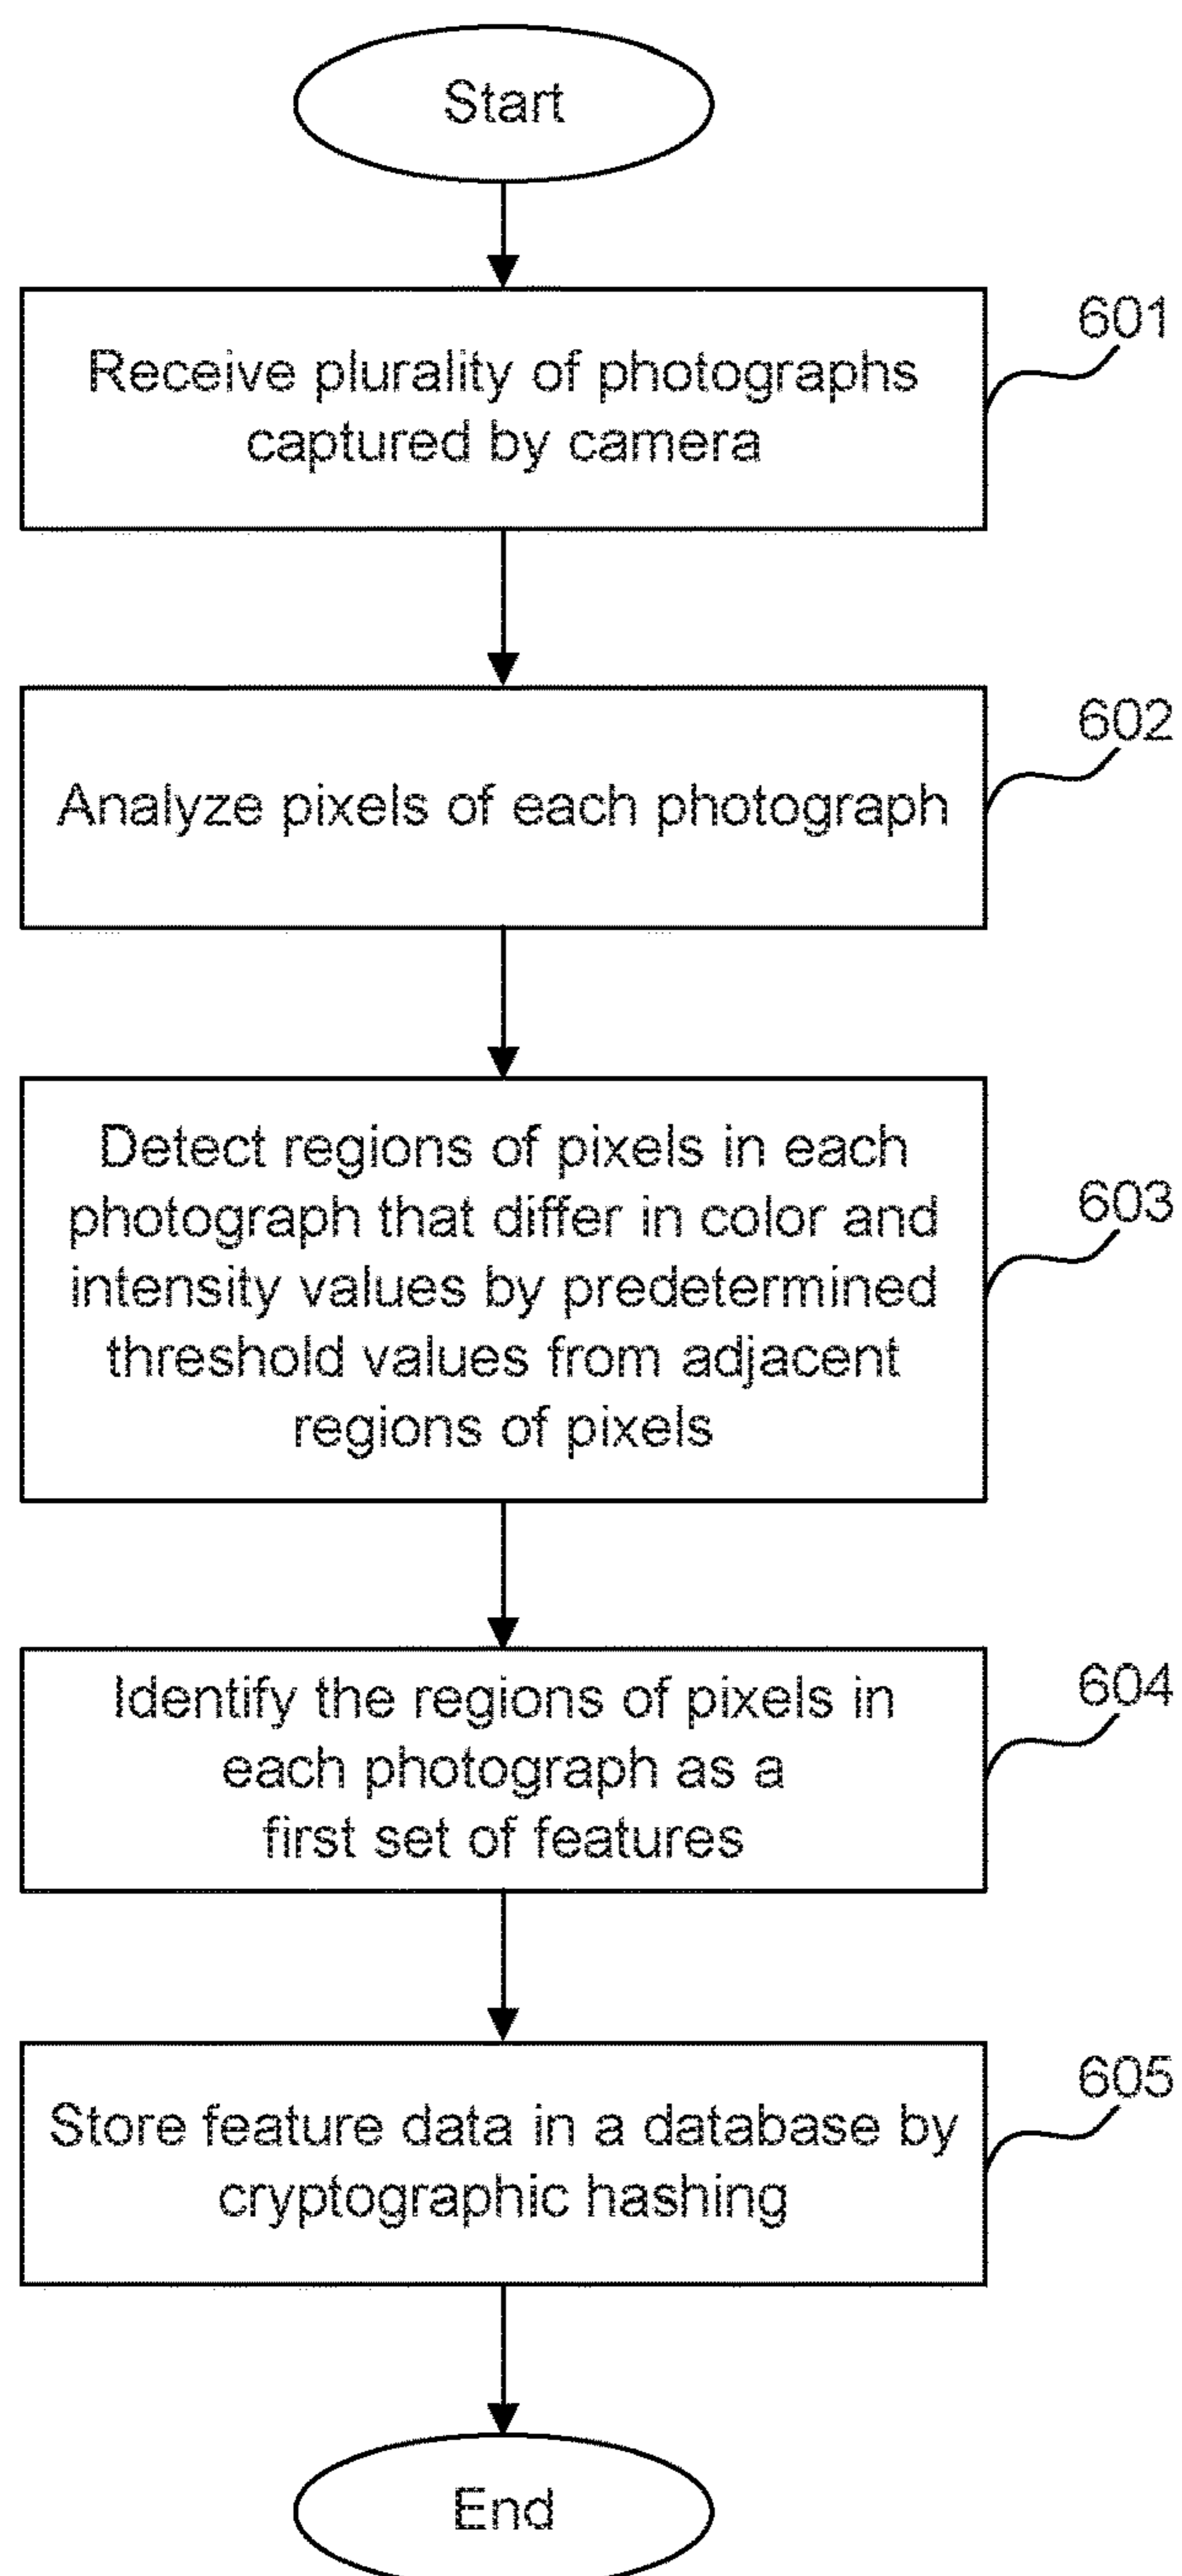 Start
601
Receive plurality of photographs
captured by camera
602
Analyze pixels of each photograph
603
Detect regions of pixels in each
photograph that differ in color and
intensity values by predetermined
threshold values from adjacent
regions of pixels
604
Identify the regions of pixels in
each photograph as a
first set of features
605
Store feature data in a database by
cryptographic hashing
End